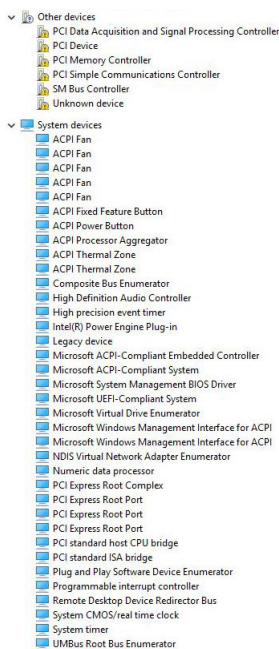 Other devices
PCI Data Acquisition and Signal Processing Controller
PCI Device
PCI Memory Controller
PCI Simple Communications Controller
SM Bus Controller
Unknown device
System devices
ACPI Fan
ACPI Fan
ACPI Fan
ACPI Fan
ACPI Fan
ACPI Fixed Feature Button
ACPI Power Button
ACPI Processor Aggregator
ACPI Thermal Zone
ACPI Thermal Zone
Composite Bus Enumerator
High Definition Audio Controller
High precision event timer
Intel(R) Power Engine Plug-in
Legacy device
Microsoft ACPI-Compliant Embedded Controller
Microsoft ACPI-Compliant System
Microsoft System Management BIOS Driver
Microsoft UEFI-Compliant System
Microsoft Virtual Drive Enumerator
Microsoft Windows Management Interface for ACPI
Microsoft Windows Management Interface for ACPI
NDIS Virtual Network Adapter Enumerator
Numeric data processor
PCI Express Root Complex
PCI Express Root Port
PCI Express Root Port
PCI Express Root Port
PCI standard host CPU bridge
PCI standard ISA bridge
Plug and Play Software Device Enumerator
Programmable interrupt controller
Remote Desktop Device Redirector Bus
System CMOS/real time clock
System timer
UMBus Root Bus Enumerator